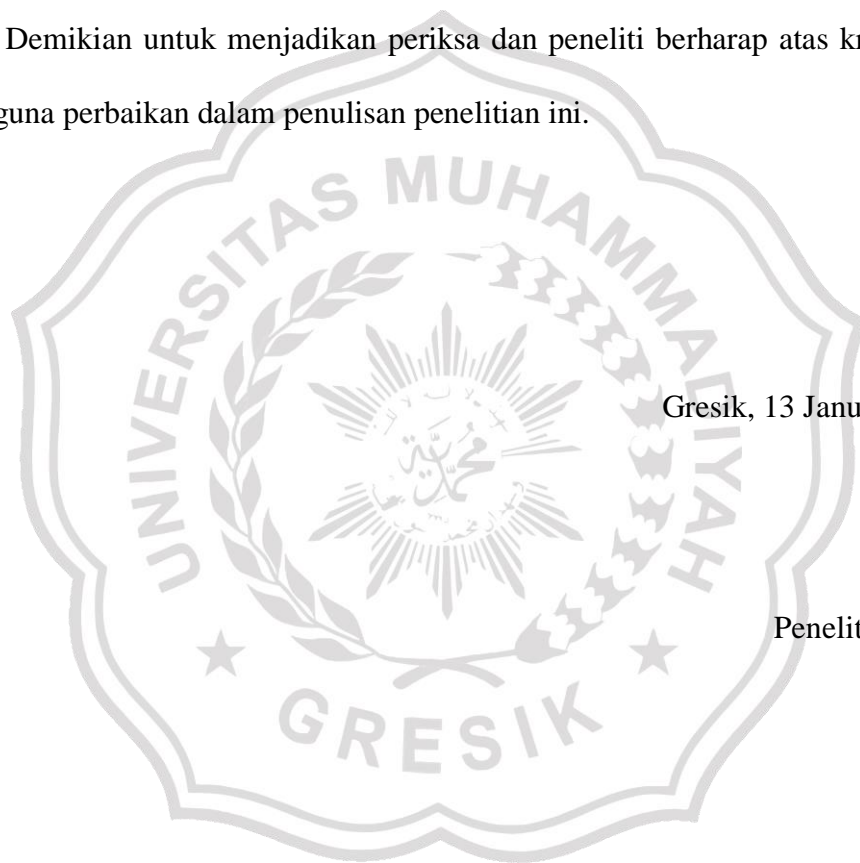 Demikian untuk menjadikan periksa dan peneliti berharap atas k
guna perbaikan dalam penulisan penelitian ini.
UNIVERSITAS MUHAMMADIYAH
محمد
Gresik, 13 Janu
Penelit
GRESIK